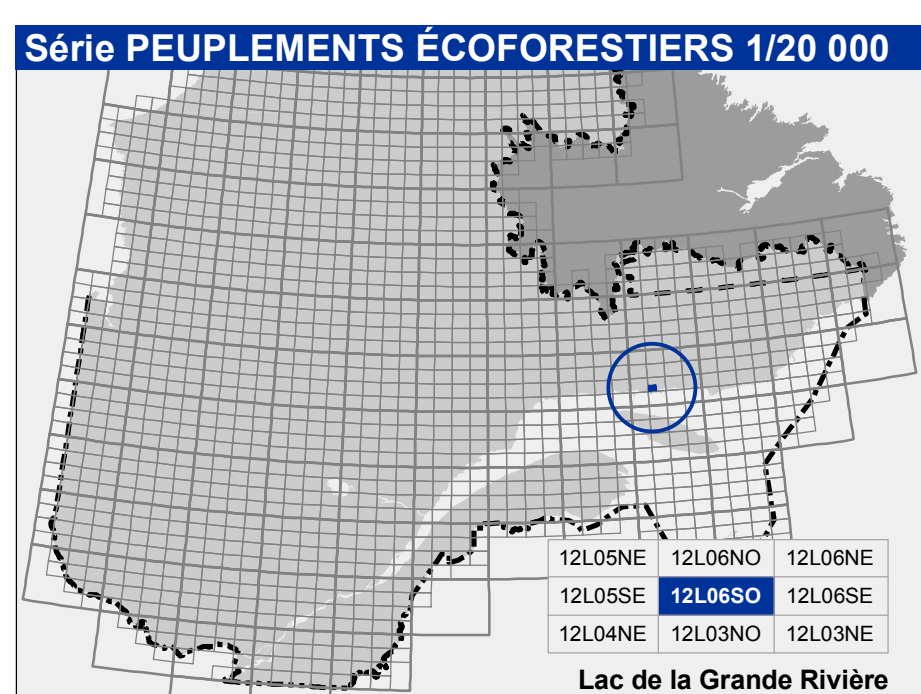 Série PEUPLEMENTS ÉCOFORESTIERS 1/20 000
12L05NE 12L06NO 12L06NE
12L05SE 12L06SO 12L06SE
12L04NE 12L03NO 12L03NE
Lac de la Grande Rivière